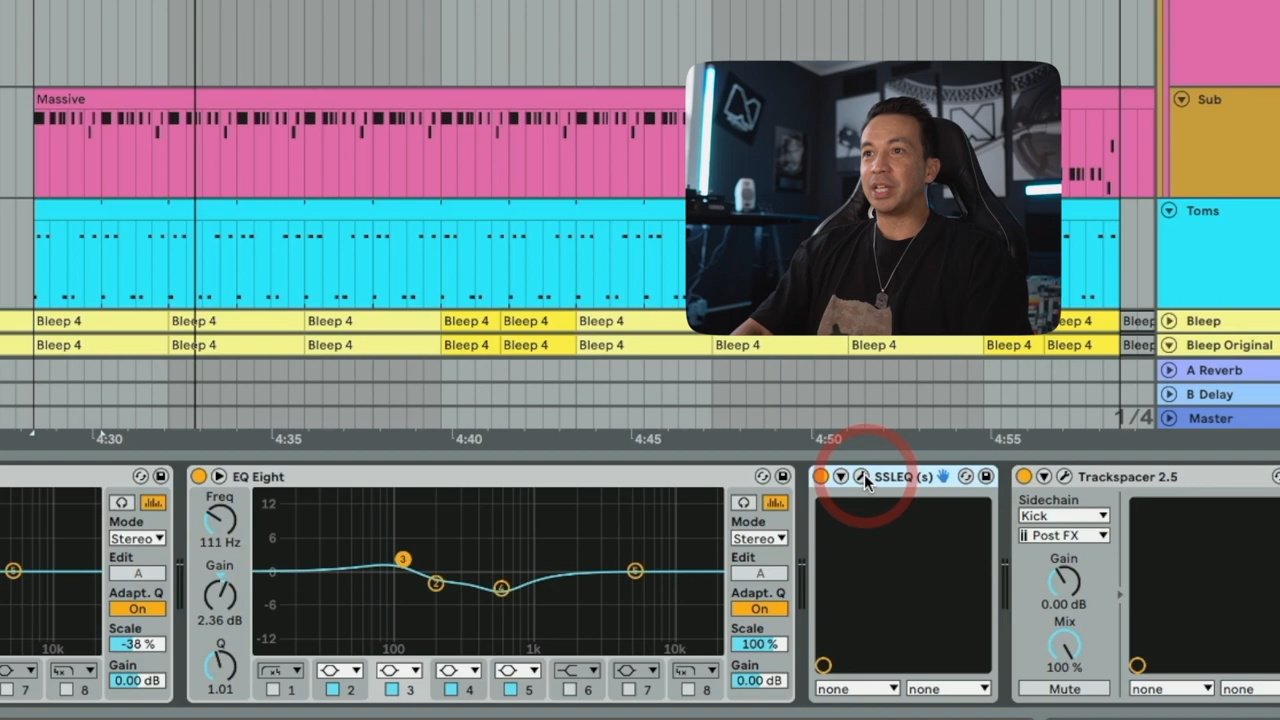 Massive
Sub
Toms
Bleep 4 Bleep 4 Bleep 4 Bleep 4 Bleep 4 Bleep 4 eep 4 Bleep Bleep
Bleep 4 Bleep 4 Bleep 4 Bleep 4 Bleep 4 Bleep 4 Bleep 4 Bleep 4 Bleep 4 Bleep 4 Bleep Bleep Original
A Reverb
B Delay
1/4 Master
4:30 4:35 4:40 4:45 4:50 4:55
EQ Eight SSLEQ (s) Trackspacer 2.5
Mode
Stereo
Edit
A
Adapt. Q
On
Scale
-38 %
Gain
0.00 dB
10k
7 8
Freq
111 Hz
Gain
2.36 dB
Q
1.01
12
6
0
-6
-12
100 1k 10k
3 2 4 5
1 2 3 4 5 6 7 8
Mode
Stereo
Edit
A
Adapt. Q
On
Scale
100 %
Gain
0.00 dB
none none
Sidechain
Kick
Post FX
Gain
0.00 dB
Mix
100 %
Mute
none none